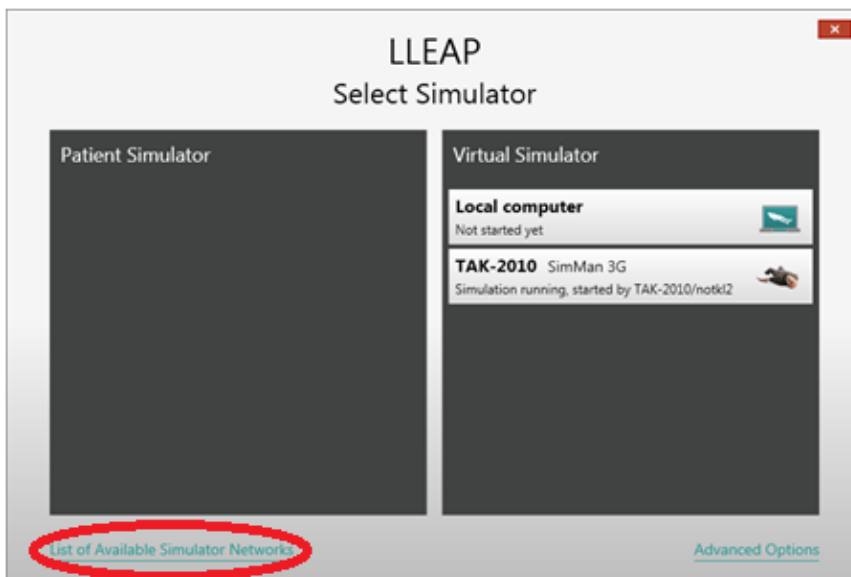 LLEAP
Select Simulator
Patient Simulator
Virtual Simulator
Local computer
Not started yet
TAK-2010 SimMan 3G
Simulation running, started by TAK-2010/notkl2
List of Available Simulator Networks
Advanced Options